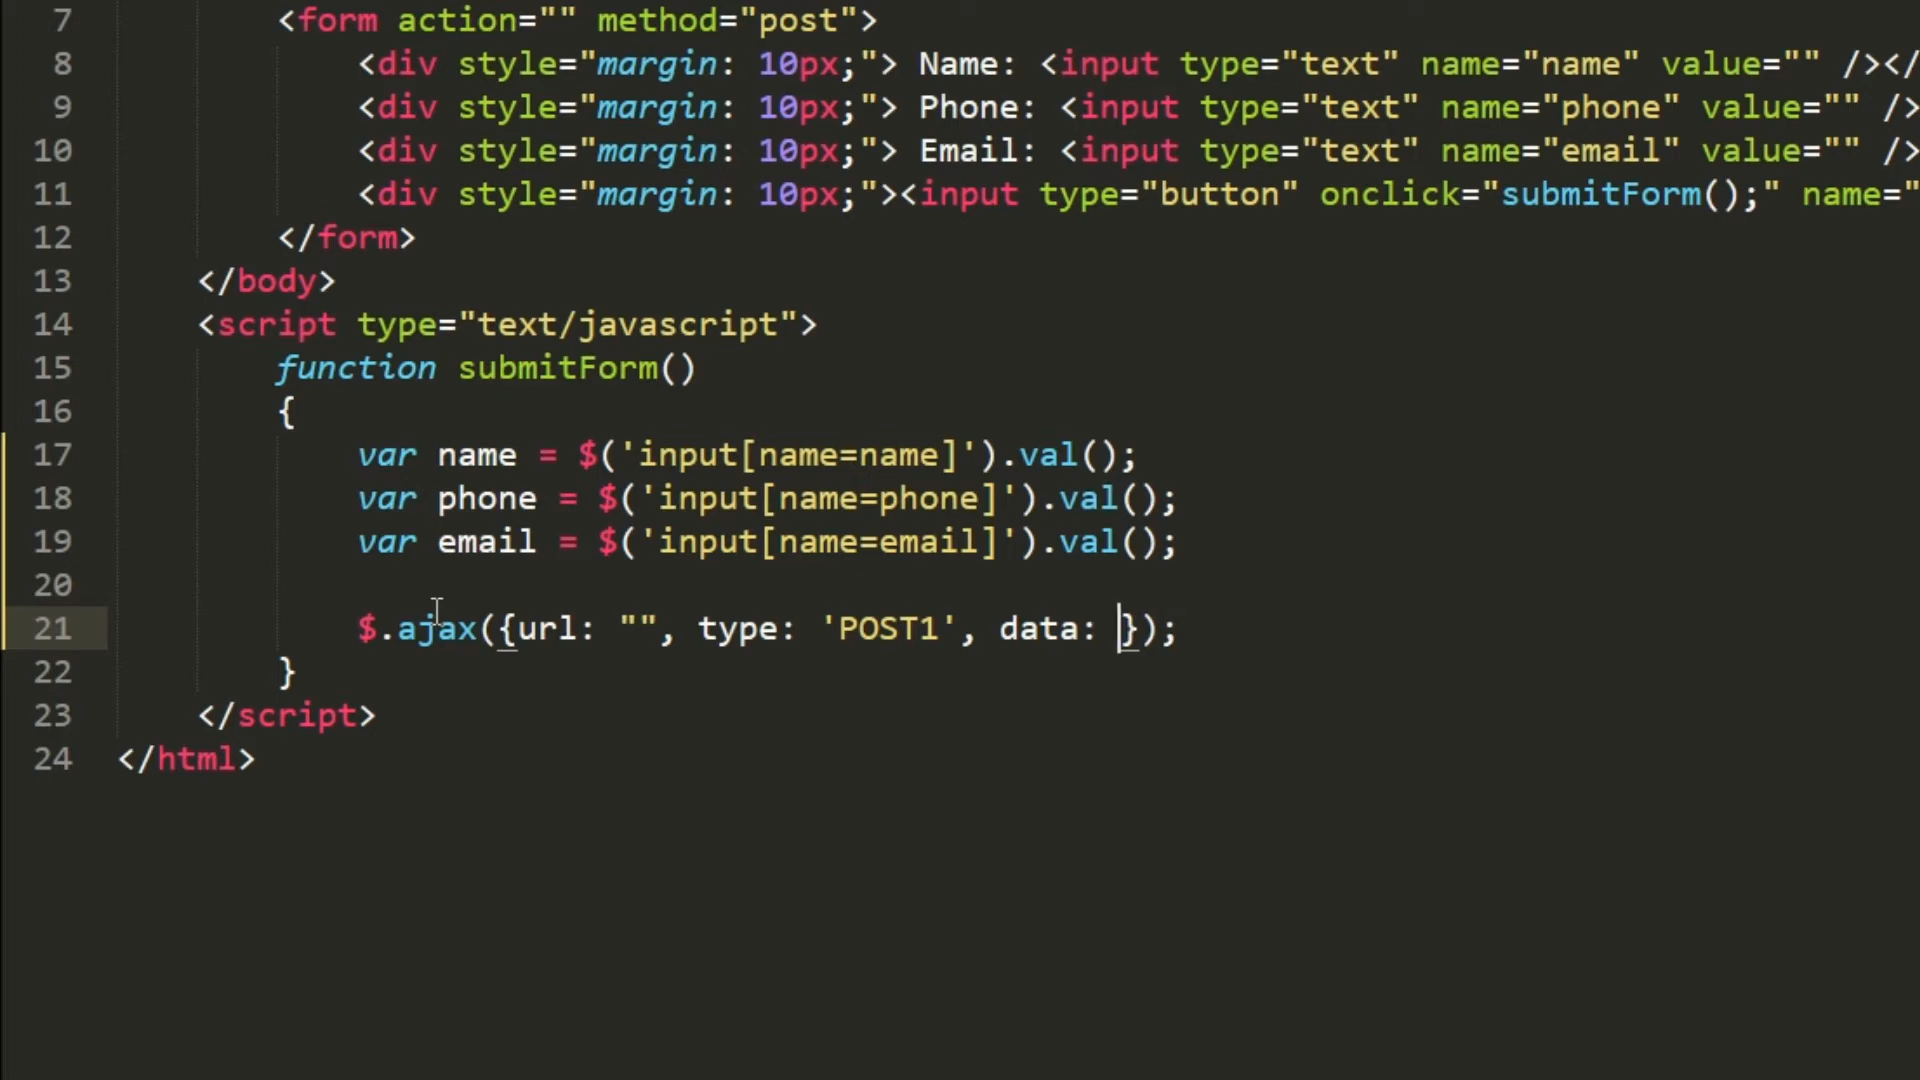 7 <form action="" method="post">
8 <div style="margin: 10px;"> Name: <input type="text" name="name" value="" /></
9 <div style="margin: 10px;"> Phone: <input type="text" name="phone" value="" />
10 <div style="margin: 10px;"> Email: <input type="text" name="email" value="" />
11 <div style="margin: 10px;"><input type="button" onclick="submitForm();" name="
12 </form>
13 </body>
14 <script type="text/javascript">
15 function submitForm()
16 {
17 var name = $('input[name=name]').val();
18 var phone = $('input[name=phone]').val();
19 var email = $('input[name=email]').val();
20
21 $.ajax({url: "", type: 'POST1', data: });
22 }
23 </script>
24 </html>